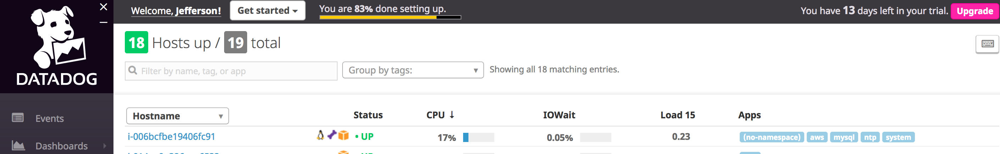 Welcome, Jefferson!
Get started
You are 83% done setting up.
You have 13 days left in your trial.
Upgrade
DATADOG
18 Hosts up / 19 total
Filter by name, tag, or app
Group by tags:
Showing all 18 matching entries.
Events
Dashboards
Hostname Status CPU ↓ IOWait Load 15 Apps
i-006bcfbe19406fc91 • UP 17% 0.05% 0.23 (no-namespace) aws mysql ntp system